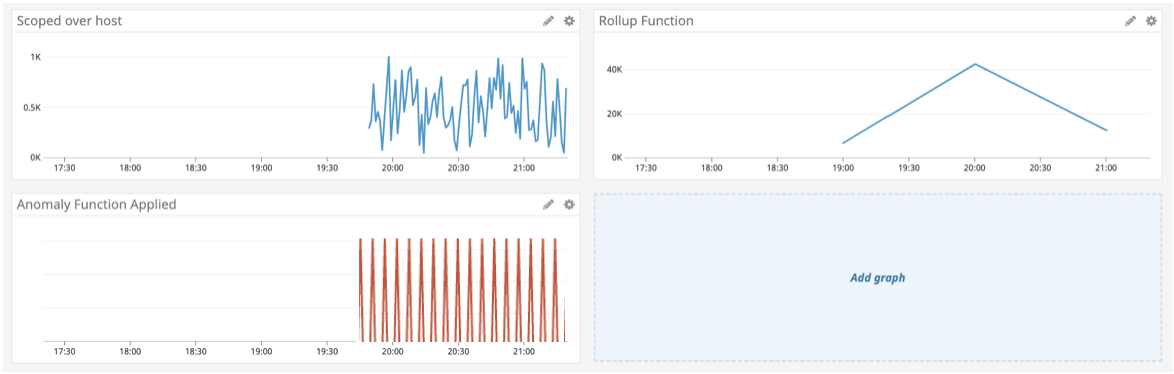 Scoped over host
1K
0.5K
0K
17:30 18:00 18:30 19:00 19:30 20:00 20:30 21:00
Rollup Function
40K
20K
0K
17:30 18:00 18:30 19:00 19:30 20:00 20:30 21:00
Anomaly Function Applied
17:30 18:00 18:30 19:00 19:30 20:00 20:30 21:00
Add graph